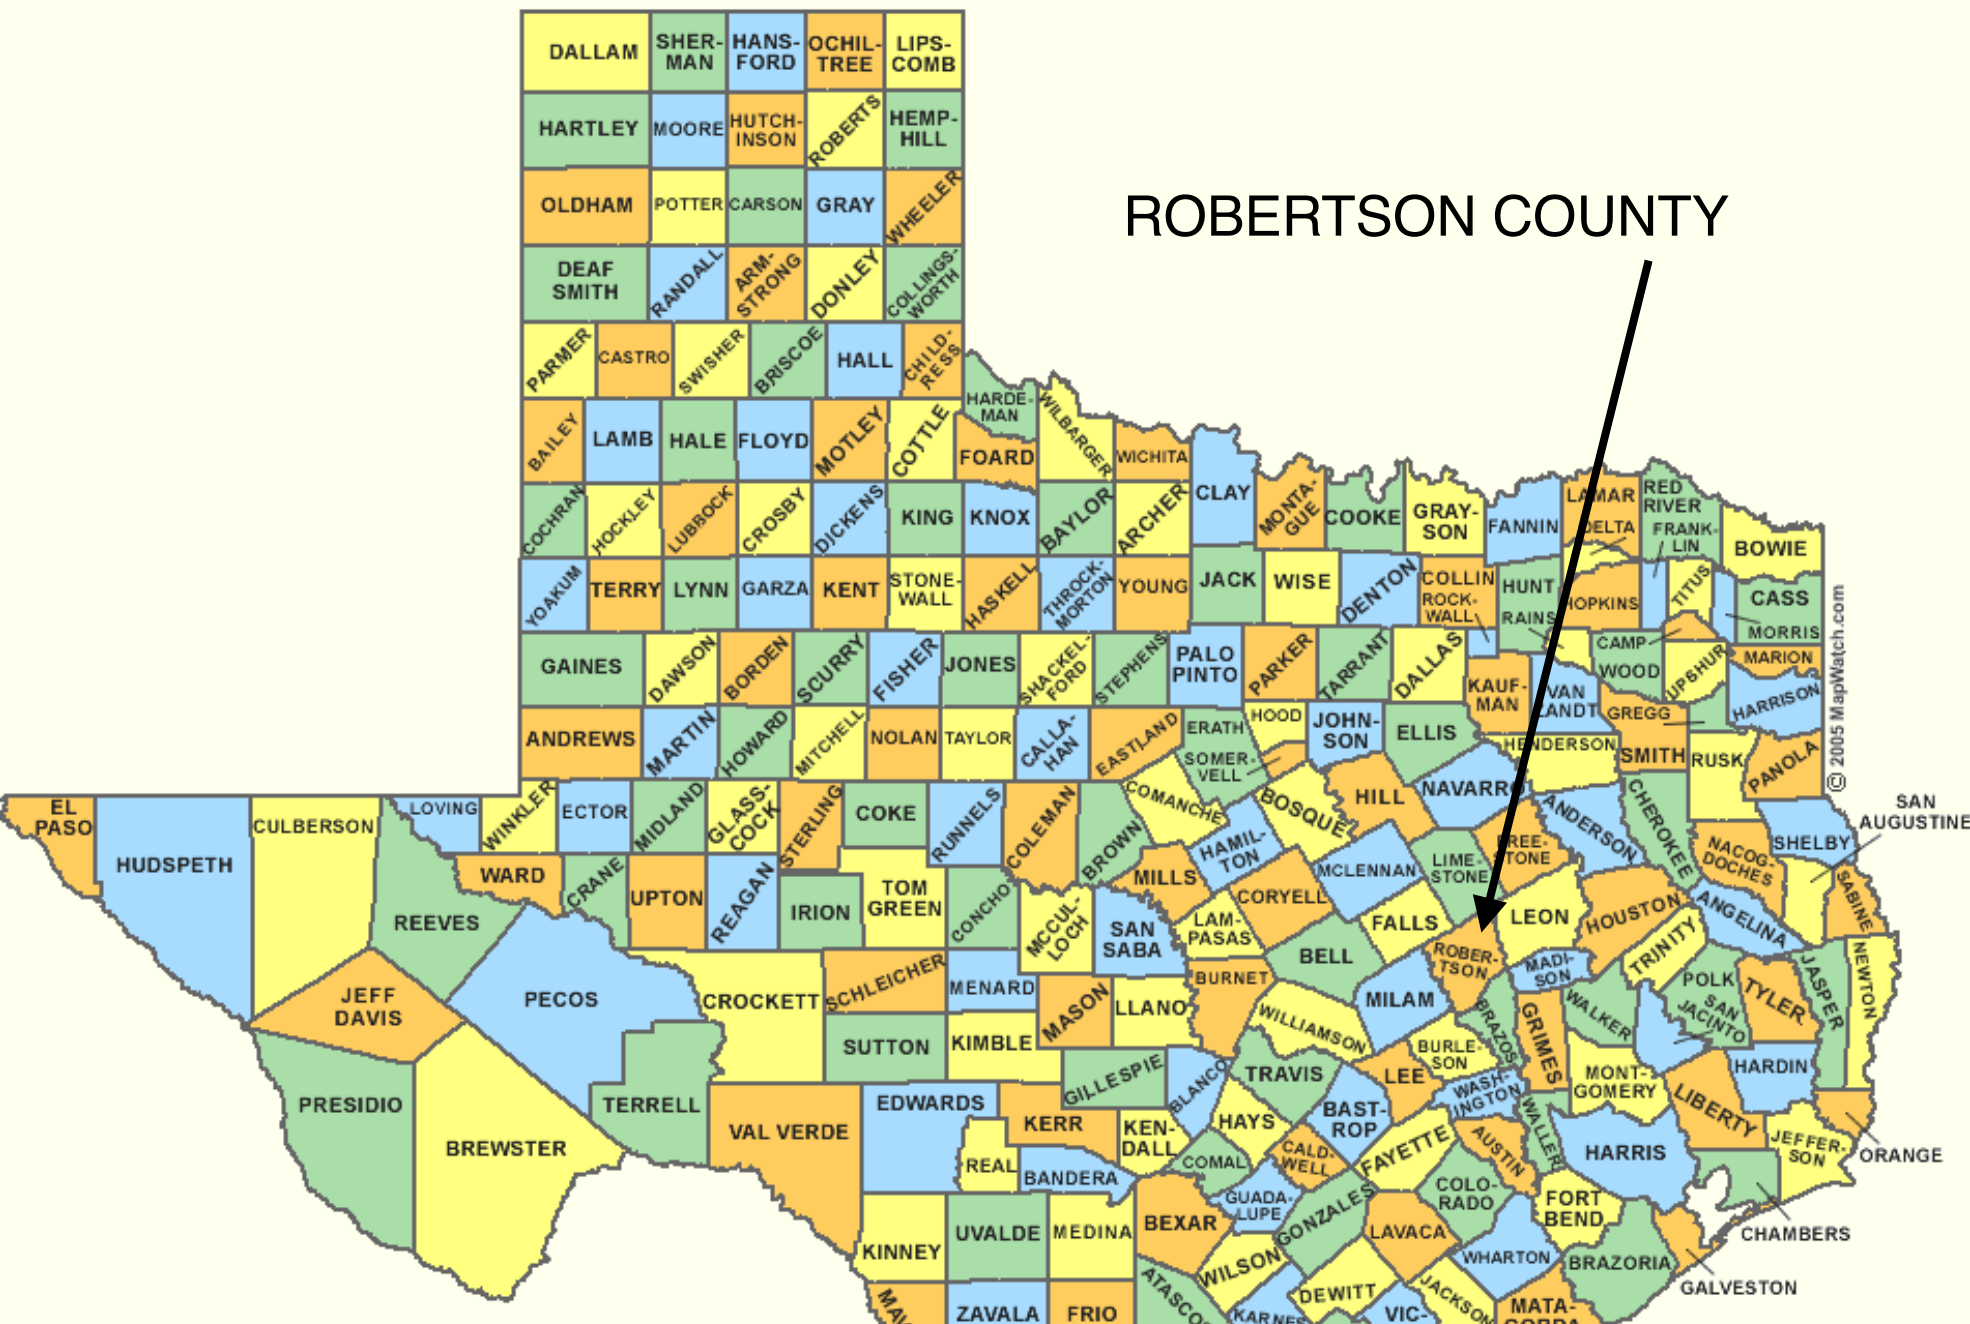 DALLAM
SHER-
MAN
HANS-
FORD
OCHIL-
TREE
LIPS-
COMB
HARTLEY
MOORE
HUTCH-
INSON
ROBERTS
HEMP-
HILL
OLDHAM
POTTER
CARSON
GRAY
WHEELER
ROBERTSON COUNTY
DEAF
SMITH
RANDALL
ARM-
STRONG
DONLEY
COLLINGS-
WORTH
PARMER
CASTRO
SWISHER
BRISCOE
HALL
CHILD-
RESS
HARDE-
MAN
WILBARGER
BAILEY
LAMB
HALE
FLOYD
MOTLEY
COTTLE
FOARD
WICHITA
CLAY
MONTA-
GUE
COOKE
GRAY-
SON
FANNIN
LAMAR
DELTA
RED
RIVER
FRANK-
LIN
BOWIE
COCHRAN
HOCKLEY
LUBBOCK
CROSBY
DICKENS
KING
KNOX
BAYLOR
ARCHER
YOAKUM
TERRY
LYNN
GARZA
KENT
STONE-
WALL
HASKELL
THROCK-
MORTON
YOUNG
JACK
WISE
DENTON
COLLIN
ROCK-
WALL
HUNT
RAINS
HOPKINS
TITUS
CASS
MORRIS
CAMP
WOOD
UPSHUR
MARION
HARRISON
GAINES
DAWSON
BORDEN
SCURRY
FISHER
JONES
SHACKEL-
FORD
STEPHENS
PALO
PINTO
PARKER
TARRANT
DALLAS
KAUF-
MAN
VAN
ZANDT
GREGG
SMITH
RUSK
PANOLA
© 2005 MapWatch.com
ANDREWS
MARTIN
HOWARD
MITCHELL
NOLAN
TAYLOR
CALLA-
HAN
EASTLAND
ERATH
SOMER-
VELL
HOOD
JOHN-
SON
ELLIS
HENDERSON
EL
PASO
HUDSPETH
CULBERSON
LOVING
WINKLER
ECTOR
MIDLAND
GLASS-
COCK
STERLING
COKE
RUNNELS
COLEMAN
BROWN
COMANCHE
BOSQUE
HILL
NAVARRO
ANDERSON
CHEROKEE
SHELBY
SAN
AUGUSTINE
REEVES
WARD
CRANE
UPTON
REAGAN
IRION
TOM
GREEN
CONCHO
MCCUL-
LOCH
MILLS
HAMIL-
TON
CORYELL
MCLENNAN
LIME-
STONE
FREE-
STONE
NACOG-
DOCHES
SABINE
SAN
SABA
LAM-
PASAS
BELL
FALLS
LEON
HOUSTON
TRINITY
ANGELINA
NEWTON
JEFF
DAVIS
PECOS
CROCKETT
SCHLEICHER
MENARD
MASON
LLANO
BURNET
WILLIAMSON
MILAM
ROBER-
TSON
MADI-
SON
POLK
SAN
JACINTO
TYLER
JASPER
BRAZOS
GRIMES
WALKER
SUTTON
KIMBLE
GILLESPIE
BLANCO
TRAVIS
LEE
BURLE-
SON
WASH-
INGTON
MONT-
GOMERY
LIBERTY
HARDIN
PRESIDIO
BREWSTER
TERRELL
VAL VERDE
EDWARDS
KERR
REAL
BANDERA
KEN-
DALL
HAYS
COMAL
BAST-
ROP
CALD-
WELL
FAYETTE
AUSTIN
WALLER
HARRIS
JEFFER-
SON
ORANGE
CHAMBERS
KINNEY
UVALDE
MEDINA
BEXAR
GUADA-
LUPE
GONZALES
COLO-
RADO
LAVACA
WHARTON
FORT
BEND
BRAZORIA
GALVESTON
WILSON
DEWITT
JACKSON
ZAVALA
FRIO
VIC-
MATA-